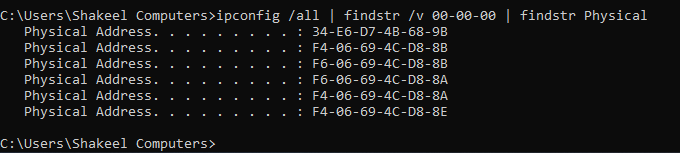 C:\Users\Shakeel Computers>ipconfig /all | findstr /v 00-00-00 | findstr Physical
Physical Address. . . . . . . . . : 34-E6-D7-4B-68-9B
Physical Address. . . . . . . . . : F4-06-69-4C-D8-8B
Physical Address. . . . . . . . . : F6-06-69-4C-D8-8B
Physical Address. . . . . . . . . : F6-06-69-4C-D8-8A
Physical Address. . . . . . . . . : F4-06-69-4C-D8-8A
Physical Address. . . . . . . . . : F4-06-69-4C-D8-8E
C:\Users\Shakeel Computers>